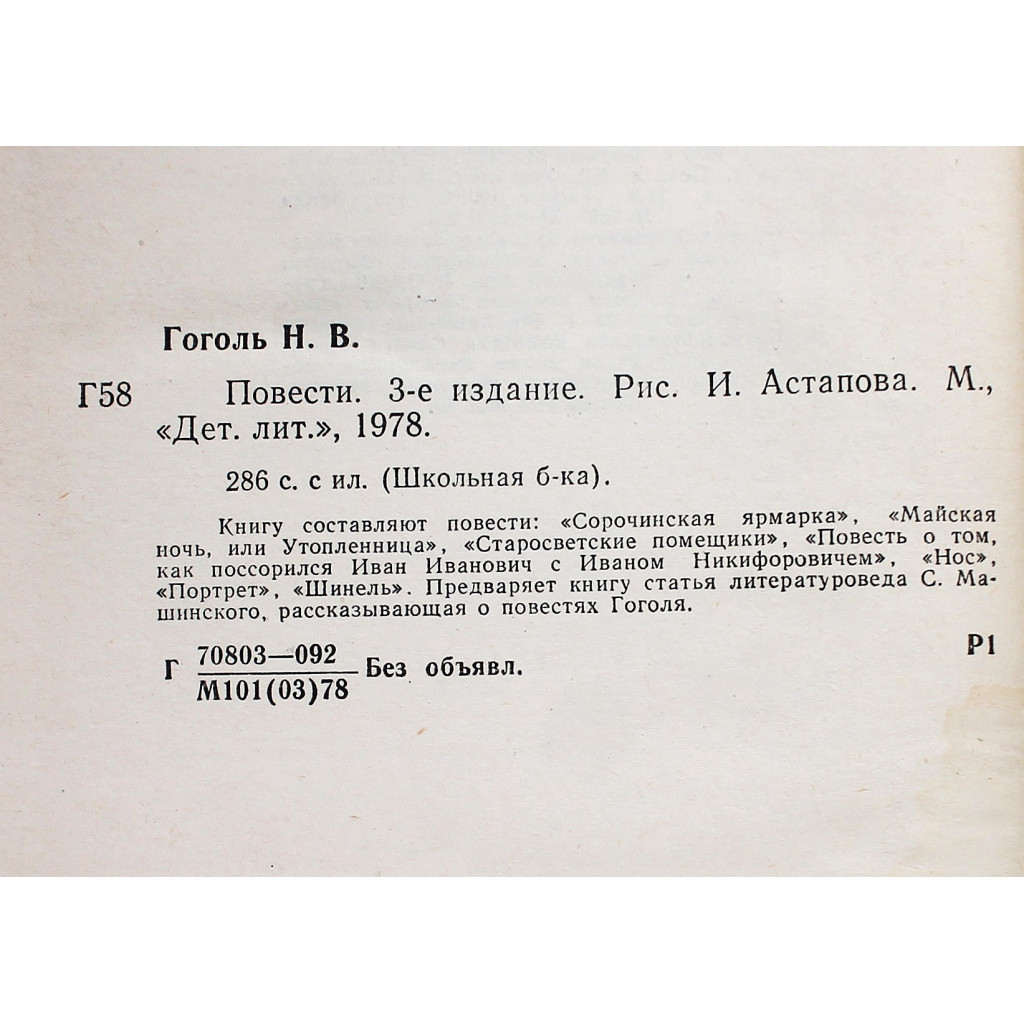 Гоголь Н. В.
Г58 Повести. 3-е издание. Рис. И. Астапова. М.,
«Дет. лит.», 1978.
286 с. с ил. (Школьная б-ка).
Книгу составляют повести: «Сорочинская ярмарка», «Майская
ночь, или Утопленница», «Старосветские помещики», «Повесть о том,
как поссорился Иван Иванович с Иваном Никифоровичем», «Нос»,
«Портрет», «Шинель». Предваряет книгу статья литературоведа С. Ма-
шинского, рассказывающая о повестях Гоголя.
Р1
70803—092
Г Без объявл.
М101(03)78